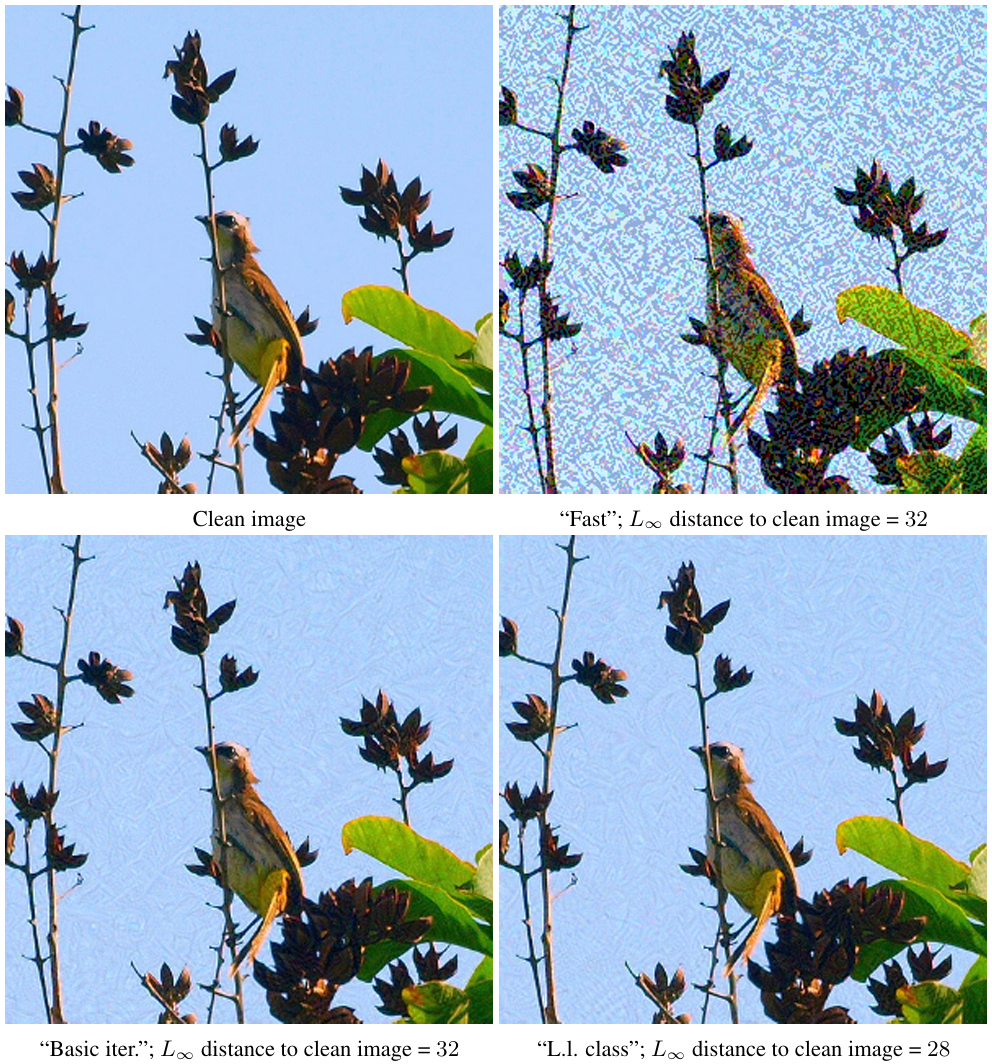 Clean image
“Fast”; L∞ distance to clean image = 32
“Basic iter.”; L∞ distance to clean image = 32
“L.l. class”; L∞ distance to clean image = 28